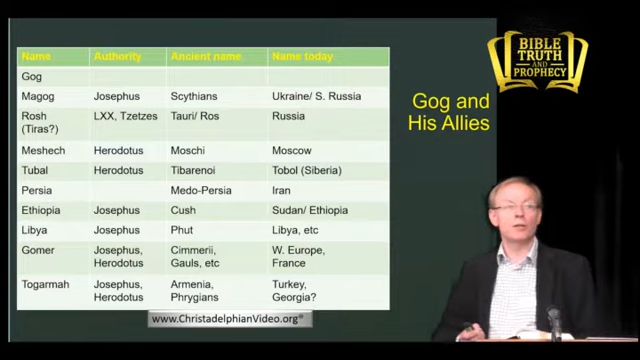 BIBLE
TRUTH
AND
PROPHECY
Gog and
His Allies
Name Authority Ancient name Name today
Gog
Magog Josephus Scythians Ukraine/ S. Russia
Rosh LXX, Tzetzes Tauri/ Ros Russia
(Tiras?)
Meshech Herodotus Moschi Moscow
Tubal Herodotus Tibarenoi Tobol (Siberia)
Persia Medo-Persia Iran
Ethiopia Josephus Cush Sudan/ Ethiopia
Libya Josephus Phut Libya, etc
Gomer Josephus, Cimmerii, W. Europe,
Herodotus Gauls, etc France
Togarmah Josephus, Armenia, Turkey,
Herodotus Phrygians Georgia?
www.ChristadelphianVideo.org®